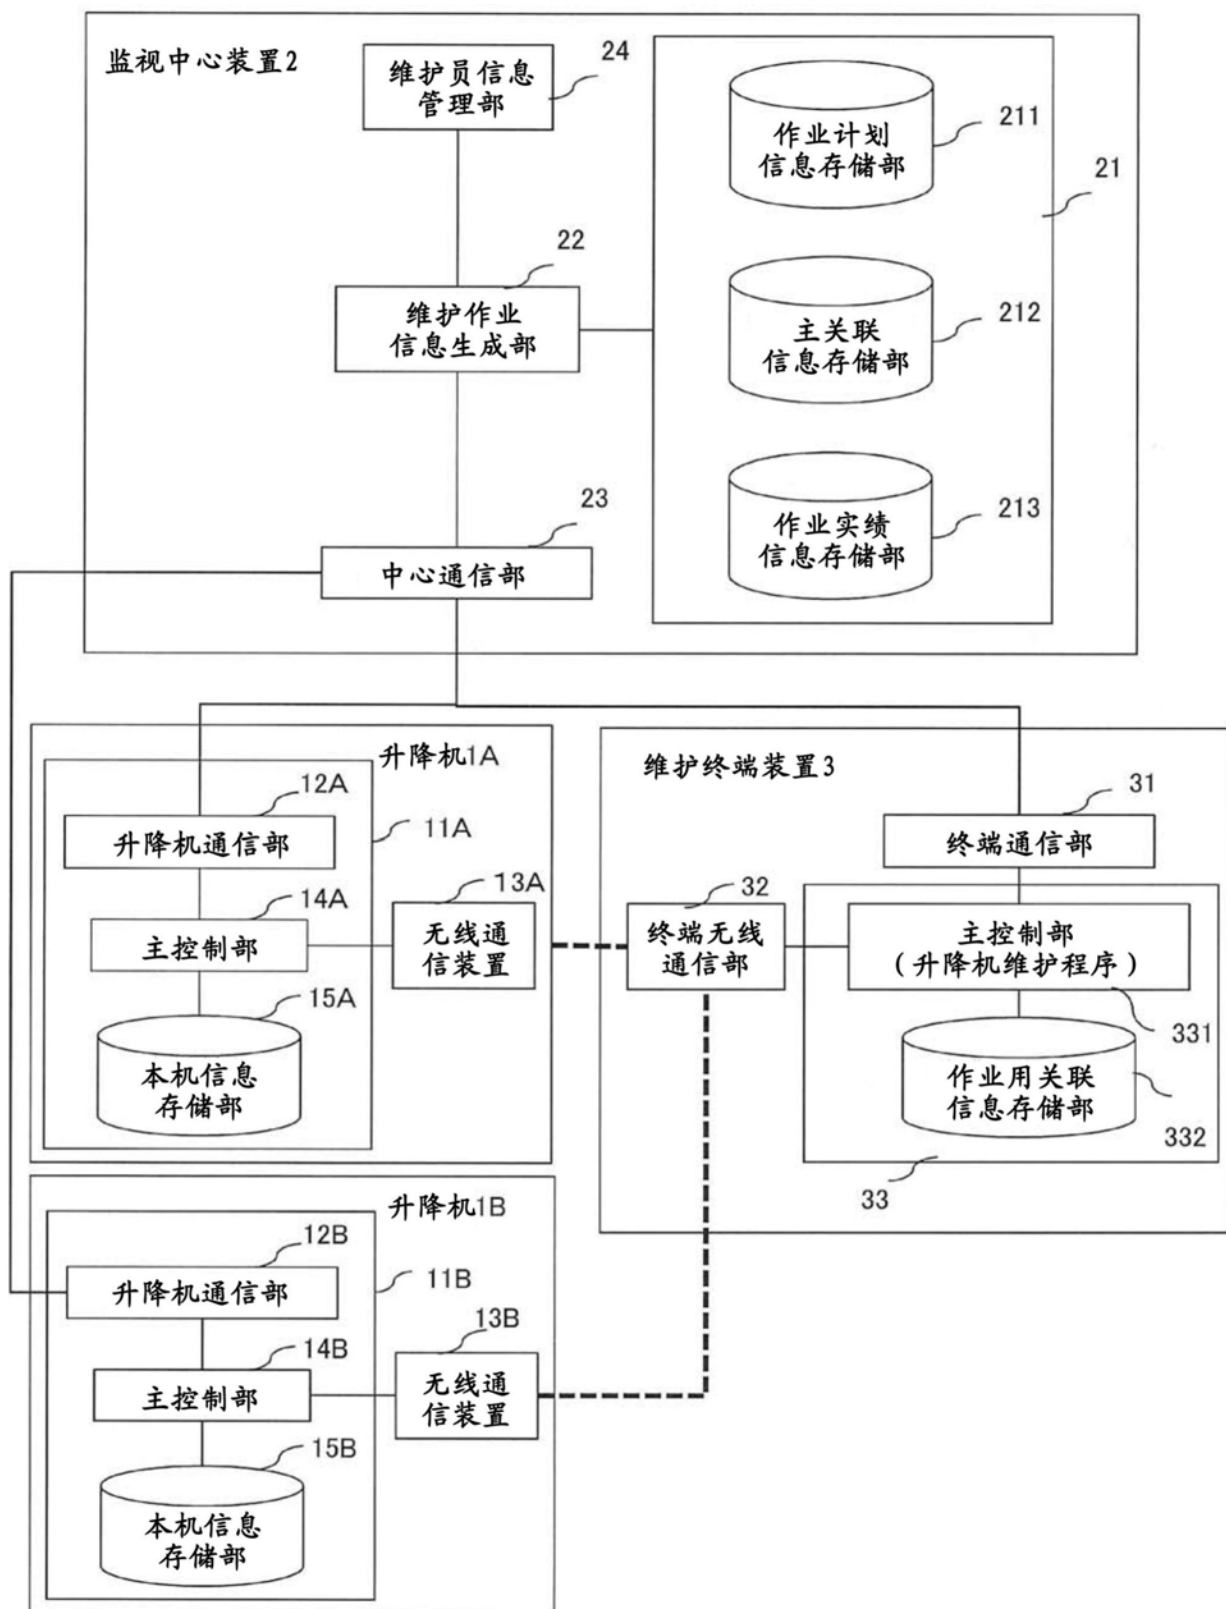 监视中心装置2
维护员信息
管理部
24
作业计划
信息存储部
211
21
22
维护作业
信息生成部
主关联
信息存储部
212
23
中心通信部
作业实绩
信息存储部
213
升降机1A
12A
升降机通信部
11A
14A
主控制部
13A
无线通
信装置
15A
本机信息
存储部
维护终端装置3
31
终端通信部
32
终端无线
通信部
主控制部
(升降机维护程序)
331
作业用关联
信息存储部
332
33
升降机1B
12B
升降机通信部
11B
14B
主控制部
13B
无线通
信装置
15B
本机信息
存储部